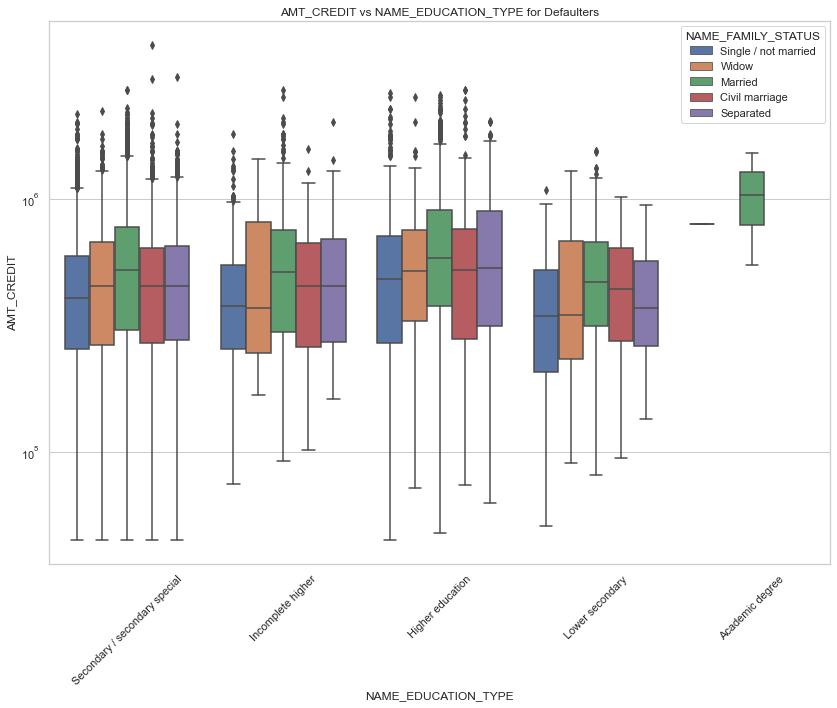 AMT_CREDIT vs NAME_EDUCATION_TYPE for Defaulters
NAME_FAMILY_STATUS
Single / not married
Widow
Married
Civil marriage
Separated
AMT_CREDIT
10^6
10^5
Secondary / secondary special
Incomplete higher
Higher education
Lower secondary
Academic degree
NAME_EDUCATION_TYPE